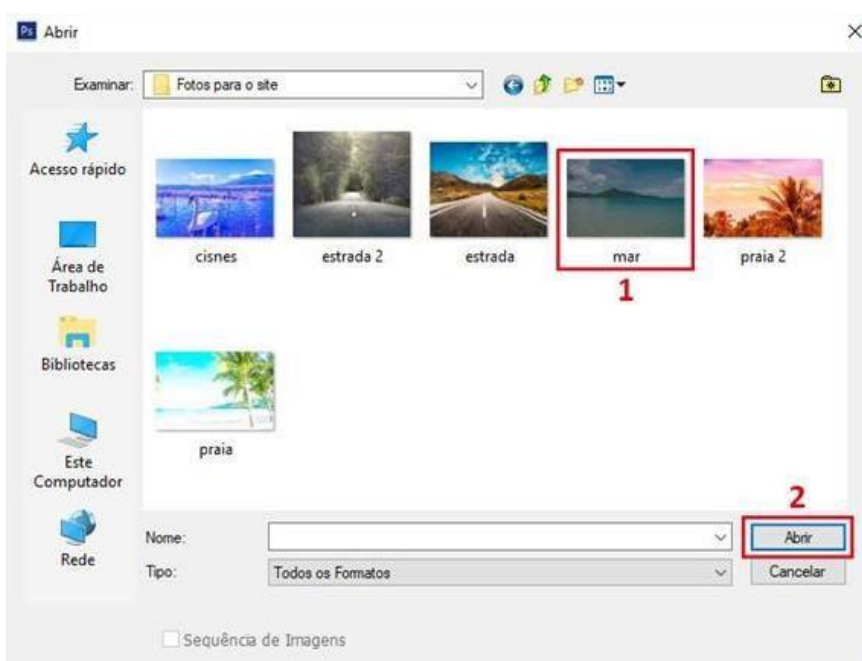 Ps Abrir
Examinar: Fotos para o site
Acesso rápido
Área de
Trabalho
Bibliotecas
Este
Computador
Rede
cisnes estrada 2 estrada mar praia 2
1
praia
2
Nome: Abrir
Tipo: Todos os Formatos Cancelar
Sequência de Imagens